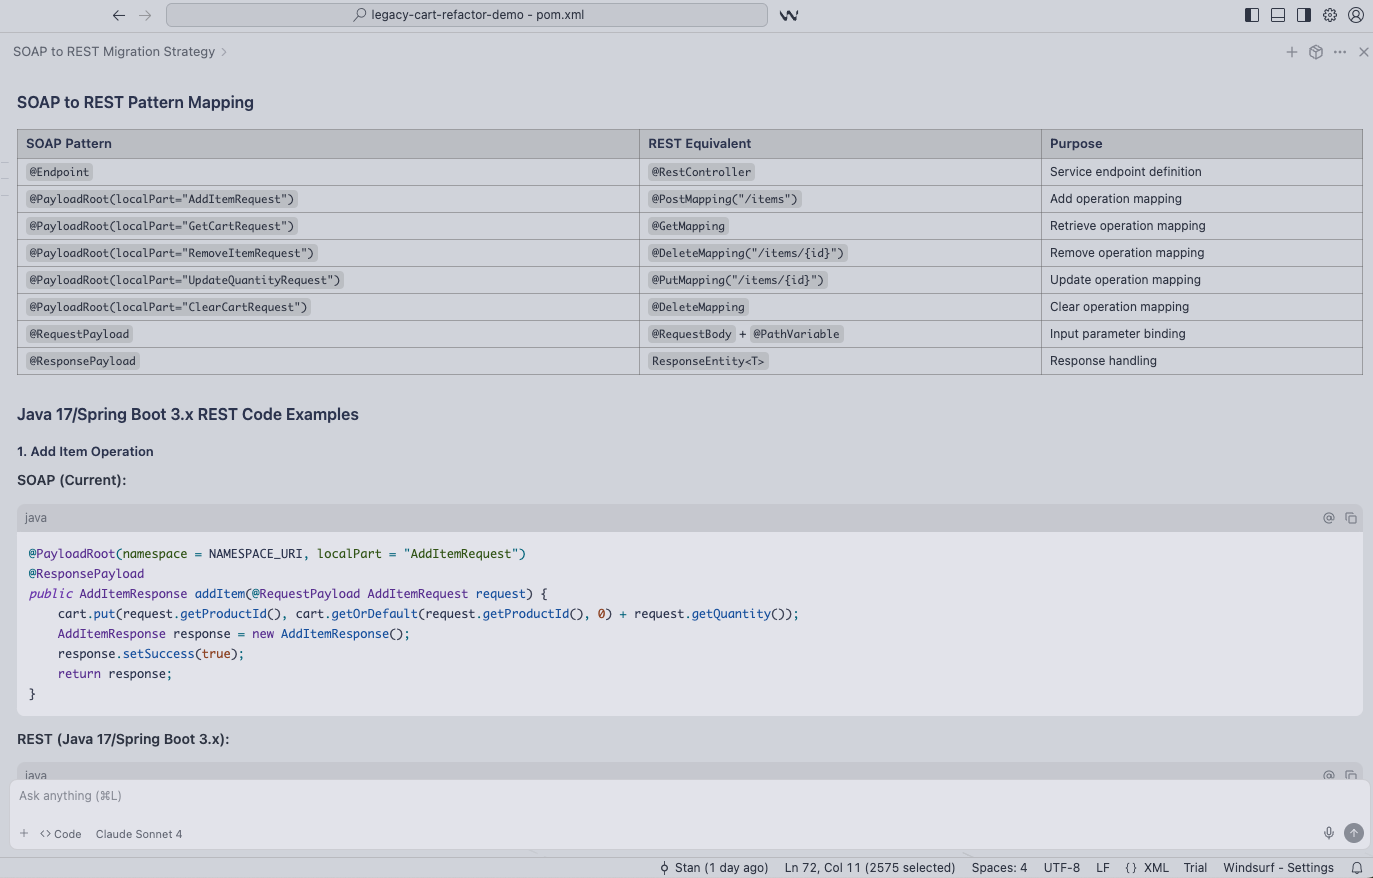 legacy-cart-refactor-demo - pom.xml
SOAP to REST Migration Strategy
SOAP to REST Pattern Mapping
SOAP Pattern REST Equivalent Purpose
@Endpoint @RestController Service endpoint definition
@PayloadRoot(localPart="AddItemRequest") @PostMapping("/items") Add operation mapping
@PayloadRoot(localPart="GetCartRequest") @GetMapping Retrieve operation mapping
@PayloadRoot(localPart="RemoveItemRequest") @DeleteMapping("/items/{id}") Remove operation mapping
@PayloadRoot(localPart="UpdateQuantityRequest") @PutMapping("/items/{id}") Update operation mapping
@PayloadRoot(localPart="ClearCartRequest") @DeleteMapping Clear operation mapping
@RequestPayload @RequestBody + @PathVariable Input parameter binding
@ResponsePayload ResponseEntity<T> Response handling
Java 17/Spring Boot 3.x REST Code Examples
1. Add Item Operation
SOAP (Current):
java
@PayloadRoot(namespace = NAMESPACE_URI, localPart = "AddItemRequest")
@ResponsePayload
public AddItemResponse addItem(@RequestPayload AddItemRequest request) {
    cart.put(request.getProductId(), cart.getOrDefault(request.getProductId(), 0) + request.getQuantity());
    AddItemResponse response = new AddItemResponse();
    response.setSuccess(true);
    return response;
}
REST (Java 17/Spring Boot 3.x):
java
Ask anything (⌘L)
+ <> Code Claude Sonnet 4
Stan (1 day ago) Ln 72, Col 11 (2575 selected) Spaces: 4 UTF-8 LF {} XML Trial Windsurf - Settings